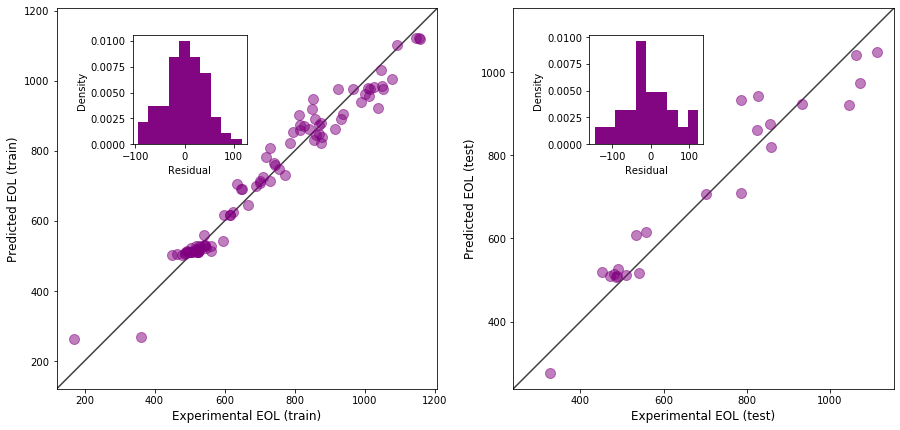 1200
1000
800
600
400
200
Predicted EOL (train)
200 400 600 800 1000 1200
Experimental EOL (train)
0.0100
0.0075
0.0050
0.0025
0.0000
Density
−100 0 100
Residual
1000
800
600
400
Predicted EOL (test)
400 600 800 1000
Experimental EOL (test)
0.0100
0.0075
0.0050
0.0025
0.0000
Density
−100 0 100
Residual